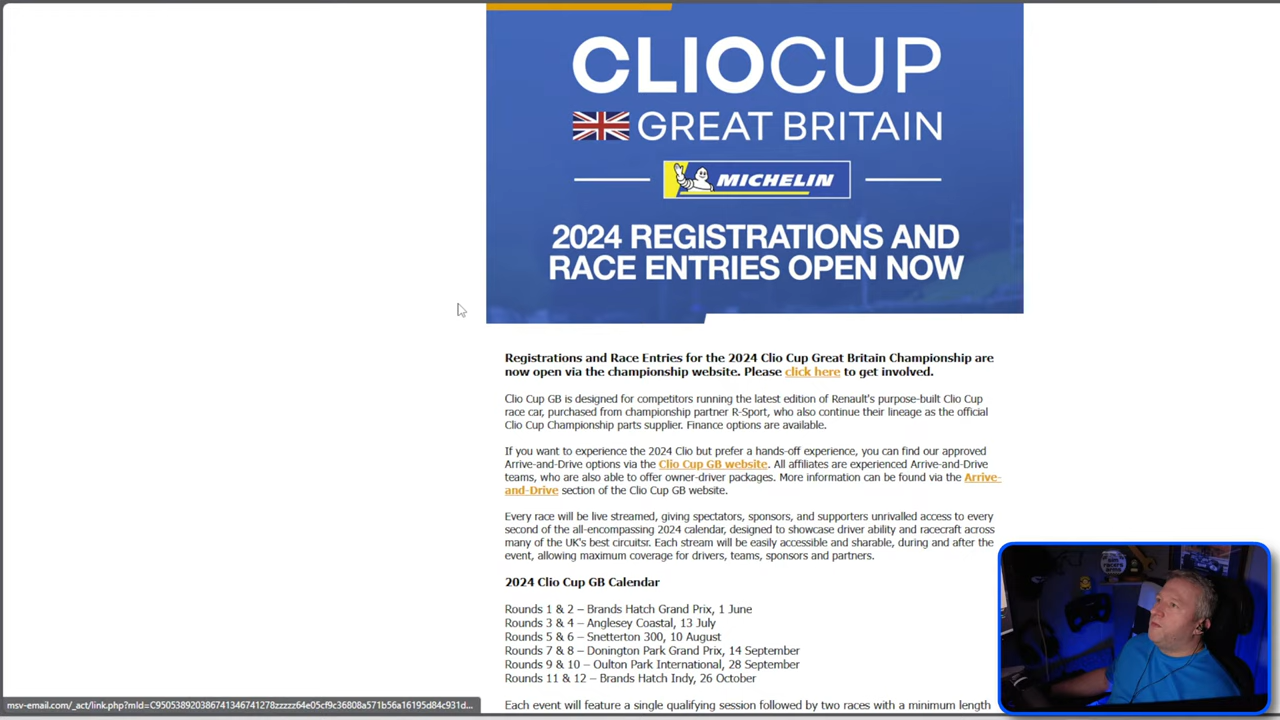 CLIOCUP
GREAT BRITAIN
MICHELIN
2024 REGISTRATIONS AND
RACE ENTRIES OPEN NOW
Registrations and Race Entries for the 2024 Clio Cup Great Britain Championship are
now open via the championship website. Please click here to get involved.
Clio Cup GB is designed for competitors running the latest edition of Renault's purpose-built Clio Cup
race car, purchased from championship partner R-Sport, who also continue their lineage as the official
Clio Cup Championship parts supplier. Finance options are available.
If you want to experience the 2024 Clio but prefer a hands-off experience, you can find our approved
Arrive-and-Drive options via the Clio Cup GB website. All affiliates are experienced Arrive-and-Drive
teams, who are also able to offer owner-driver packages. More information can be found via the Arrive-
and-Drive section of the Clio Cup GB website.
Every race will be live streamed, giving spectators, sponsors, and supporters unrivalled access to every
second of the all-encompassing 2024 calendar, designed to showcase driver ability and racecraft across
many of the UK's best circuitsr. Each stream will be easily accessible and sharable, during and after the
event, allowing maximum coverage for drivers, teams, sponsors and partners.
2024 Clio Cup GB Calendar
Rounds 1 & 2 – Brands Hatch Grand Prix, 1 June
Rounds 3 & 4 – Anglesey Coastal, 13 July
Rounds 5 & 6 – Snetterton 300, 10 August
Rounds 7 & 8 – Donington Park Grand Prix, 14 September
Rounds 9 & 10 – Oulton Park International, 28 September
Rounds 11 & 12 – Brands Hatch Indy, 26 October
Each event will feature a single qualifying session followed by two races with a minimum length
msv-email.com/_act/link.php?mId=C950538920386741346741278zzzzz64e05cf9c36808a571b56a16195d84c931d...